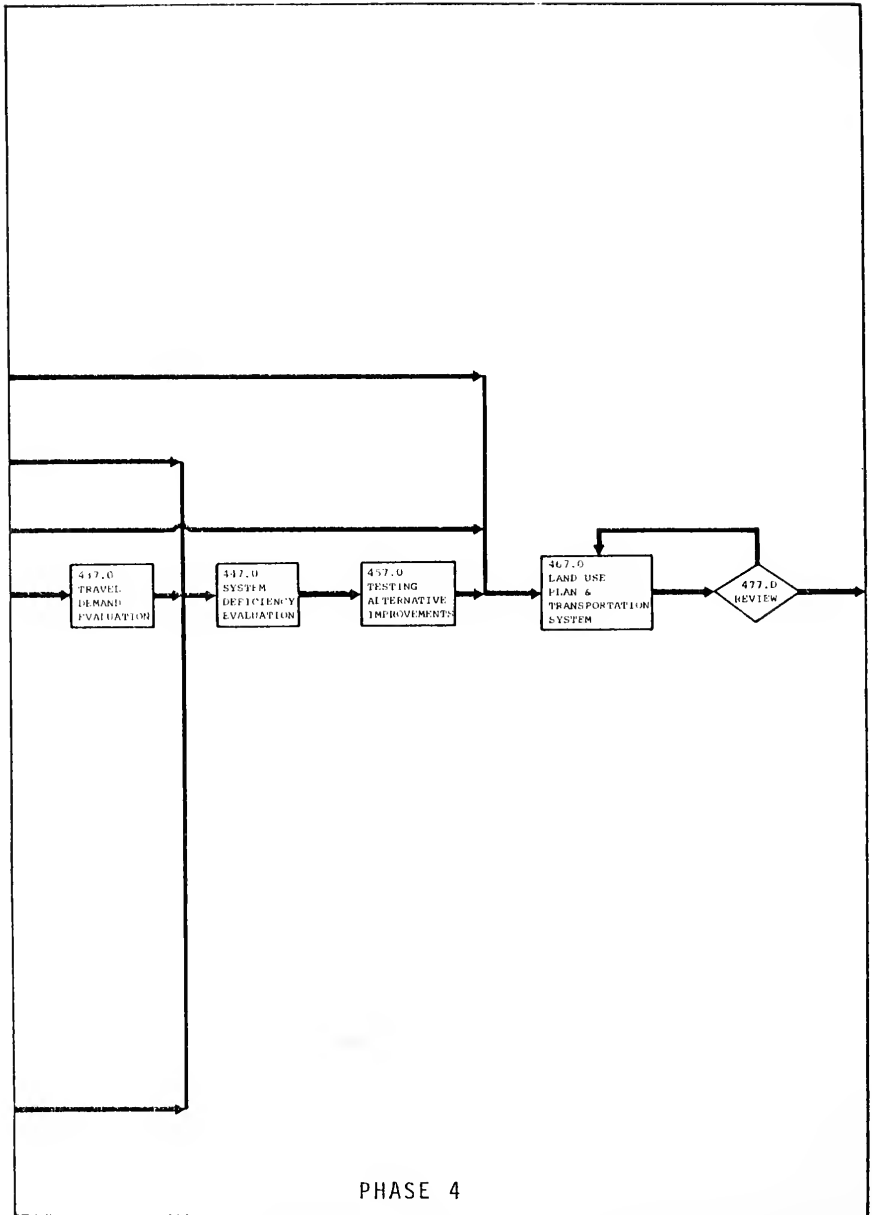 437.0
TRAVEL
DEMAND
EVALUATION
447.0
SYSTEM
DEFICIENCY
EVALUATION
457.0
TESTING
ALTERNATIVE
IMPROVEMENTS
467.0
LAND USE
PLAN &
TRANSPORTATION
SYSTEM
477.D
REVIEW
PHASE 4